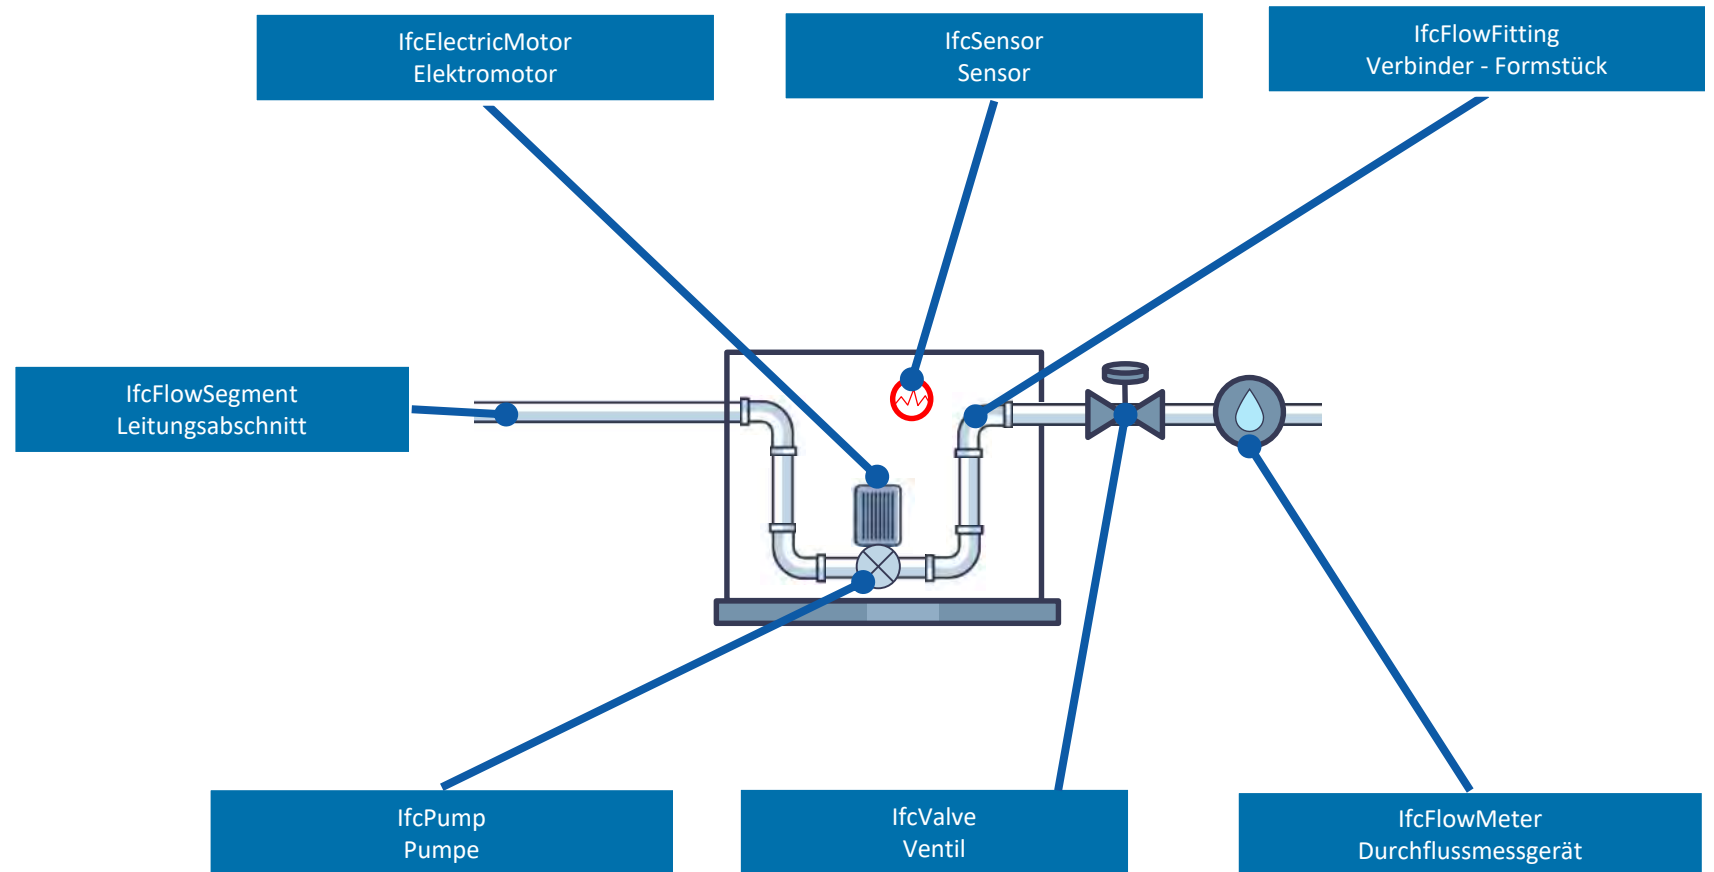 IfcElectricMotor
Elektromotor
IfcSensor
Sensor
IfcFlowFitting
Verbinder - Formstück
IfcFlowSegment
Leitungsabschnitt
IfcPump
Pumpe
IfcValve
Ventil
IfcFlowMeter
Durchflussmessgerät